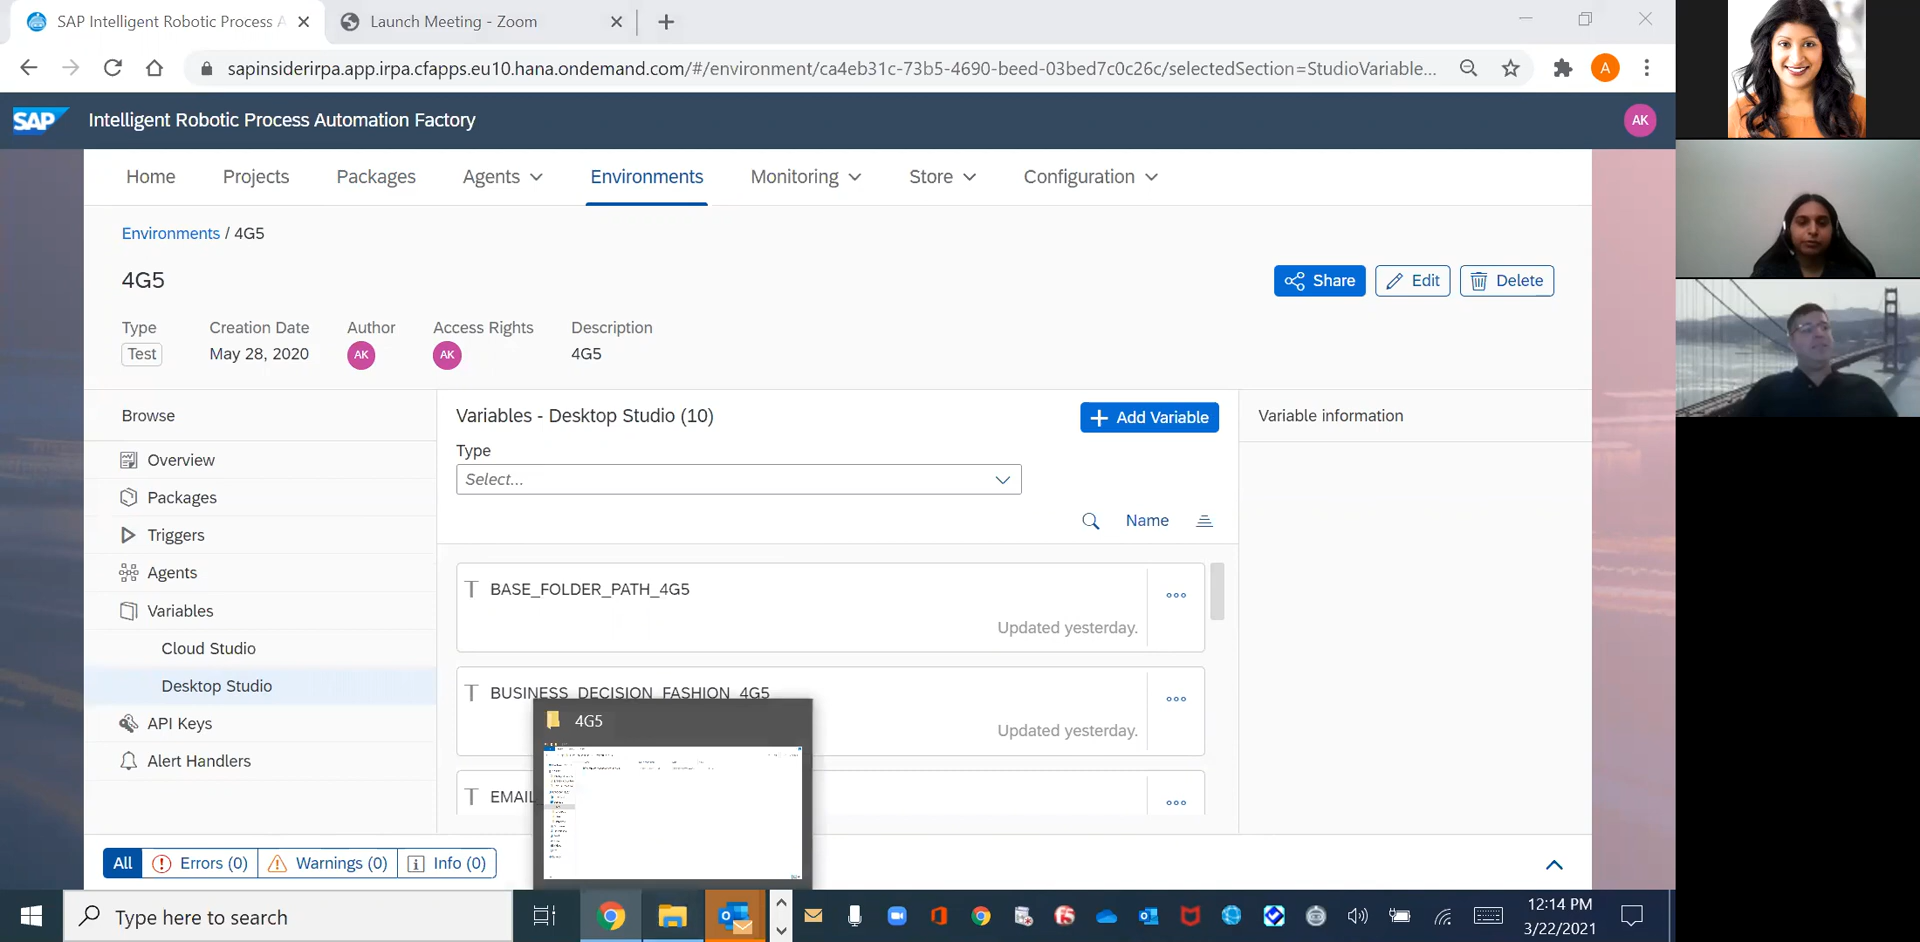 SAP Intelligent Robotic Process A
Launch Meeting - Zoom
sapinsiderirpa.app.irpa.cfapps.eu10.hana.ondemand.com/#/environment/ca4eb31c-73b5-4690-beed-03bed7c0c26c/selectedSection=StudioVariable...
A
SAP
Intelligent Robotic Process Automation Factory
AK
Home
Projects
Packages
Agents
Environments
Monitoring
Store
Configuration
Environments / 4G5
4G5
Share
Edit
Delete
Type
Creation Date
Author
Access Rights
Description
Test
May 28, 2020
AK
AK
4G5
Browse
Overview
Packages
Triggers
Agents
Variables
Cloud Studio
Desktop Studio
API Keys
Alert Handlers
Variables - Desktop Studio (10)
Add Variable
Type
Select...
Name
BASE_FOLDER_PATH_4G5
Updated yesterday.
BUSINESS_DECISION_FASHION_4G5
Updated yesterday.
EMAIL
Variable information
4G5
All
Errors (0)
Warnings (0)
Info (0)
Type here to search
12:14 PM
3/22/2021